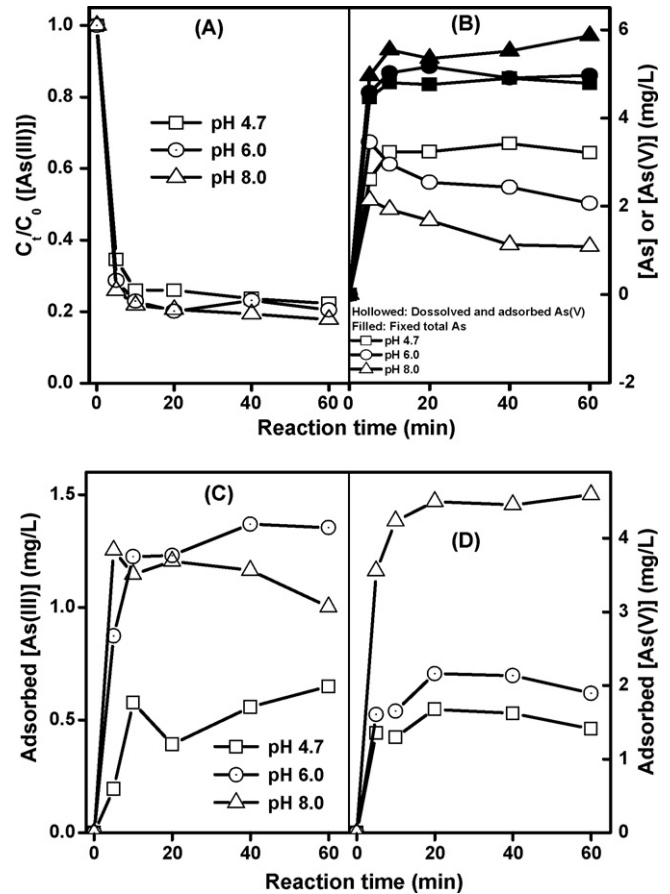 (A)
(B)
1.0
0.8
0.6
0.4
0.2
0.0
C_t/C_0 ([As(III)])
pH 4.7
pH 6.0
pH 8.0
6
4
2
0
-2
[As] or [As(V)] (mg/L)
Hollowed: Dossolved and adsorbed As(V)
Filled: Fixed total As
pH 4.7
pH 6.0
pH 8.0
0 20 40 60 0 20 40 60
Reaction time (min)
(C)
(D)
1.5
1.0
0.5
0.0
Adsorbed [As(III)] (mg/L)
pH 4.7
pH 6.0
pH 8.0
4
3
2
1
0
Adsorbed [As(V)] (mg/L)
0 20 40 60 0 20 40 60
Reaction time (min)